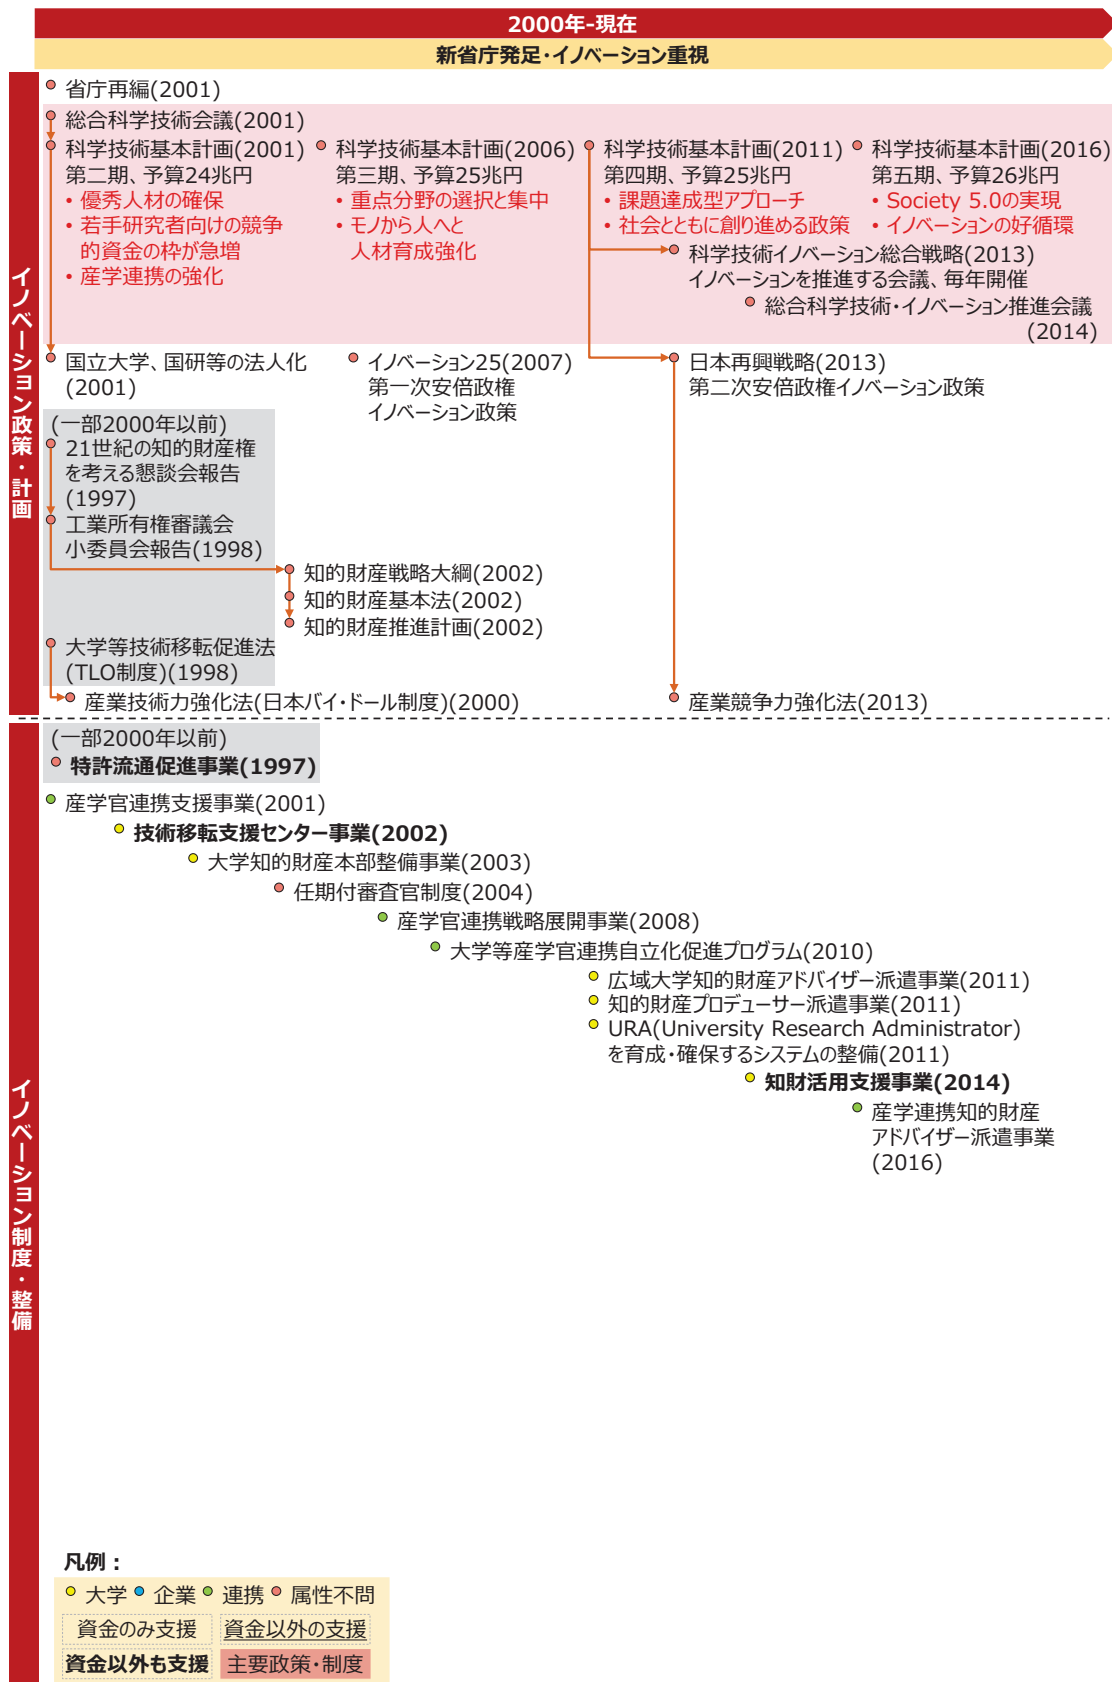 2000年-現在
新省庁発足・イノベーション重視
イノベーション政策・計画
省庁再編(2001)
総合科学技術会議(2001)
科学技術基本計画(2001)
第二期、予算24兆円
• 優秀人材の確保
• 若手研究者向けの競争
的資金の枠が急増
• 産学連携の強化
科学技術基本計画(2006)
第三期、予算25兆円
• 重点分野の選択と集中
• モノから人へと
人材育成強化
科学技術基本計画(2011)
第四期、予算25兆円
• 課題達成型アプローチ
• 社会とともに創り進める政策
科学技術基本計画(2016)
第五期、予算26兆円
• Society 5.0の実現
• イノベーションの好循環
科学技術イノベーション総合戦略(2013)
イノベーションを推進する会議、毎年開催
総合科学技術・イノベーション推進会議
(2014)
国立大学、国研等の法人化
(2001)
イノベーション25(2007)
第一次安倍政権
イノベーション政策
日本再興戦略(2013)
第二次安倍政権イノベーション政策
(一部2000年以前)
21世紀の知的財産権
を考える懇談会報告
(1997)
工業所有権審議会
小委員会報告(1998)
知的財産戦略大綱(2002)
知的財産基本法(2002)
知的財産推進計画(2002)
大学等技術移転促進法
(TLO制度)(1998)
産業技術力強化法(日本バイ・ドール制度)(2000)
産業競争力強化法(2013)
イノベーション制度・整備
(一部2000年以前)
特許流通促進事業(1997)
産学官連携支援事業(2001)
技術移転支援センター事業(2002)
大学知的財産本部整備事業(2003)
任期付審査官制度(2004)
産学官連携戦略展開事業(2008)
大学等産学官連携自立化促進プログラム(2010)
広域大学知的財産アドバイザー派遣事業(2011)
知的財産プロデューサー派遣事業(2011)
URA(University Research Administrator)
を育成・確保するシステムの整備(2011)
知財活用支援事業(2014)
産学連携知的財産
アドバイザー派遣事業
(2016)
凡例：
大学 企業 連携 属性不問
資金のみ支援 資金以外の支援
資金以外も支援 主要政策・制度